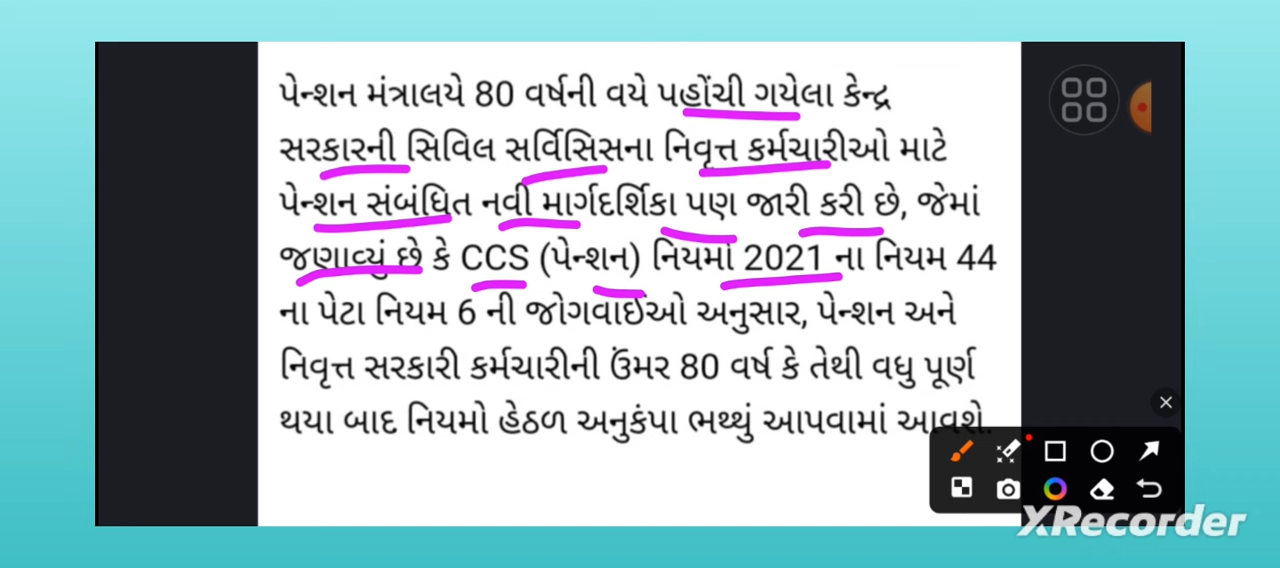 પેન્શન મંત્રાલયે 80 વર્ષની વયે પહોંચી ગયેલા કેન્દ્ર
સરકારની સિવિલ સર્વિસિસના નિવૃત્ત કર્મચારીઓ માટે
પેન્શન સંબંધિત નવી માર્ગદર્શિકા પણ જારી કરી છે, જેમાં
જણાવ્યું છે કે CCS (પેન્શન) નિયમાં 2021 ના નિયમ 44
ના પેટા નિયમ 6 ની જોગવાઈઓ અનુસાર, પેન્શન અને
નિવૃત્ત સરકારી કર્મચારીની ઉંમર 80 વર્ષ કે તેથી વધુ પૂર્ણ
થયા બાદ નિયમો હેઠળ અનુકંપા ભથ્થું આપવામાં આવશે.
XRecorder